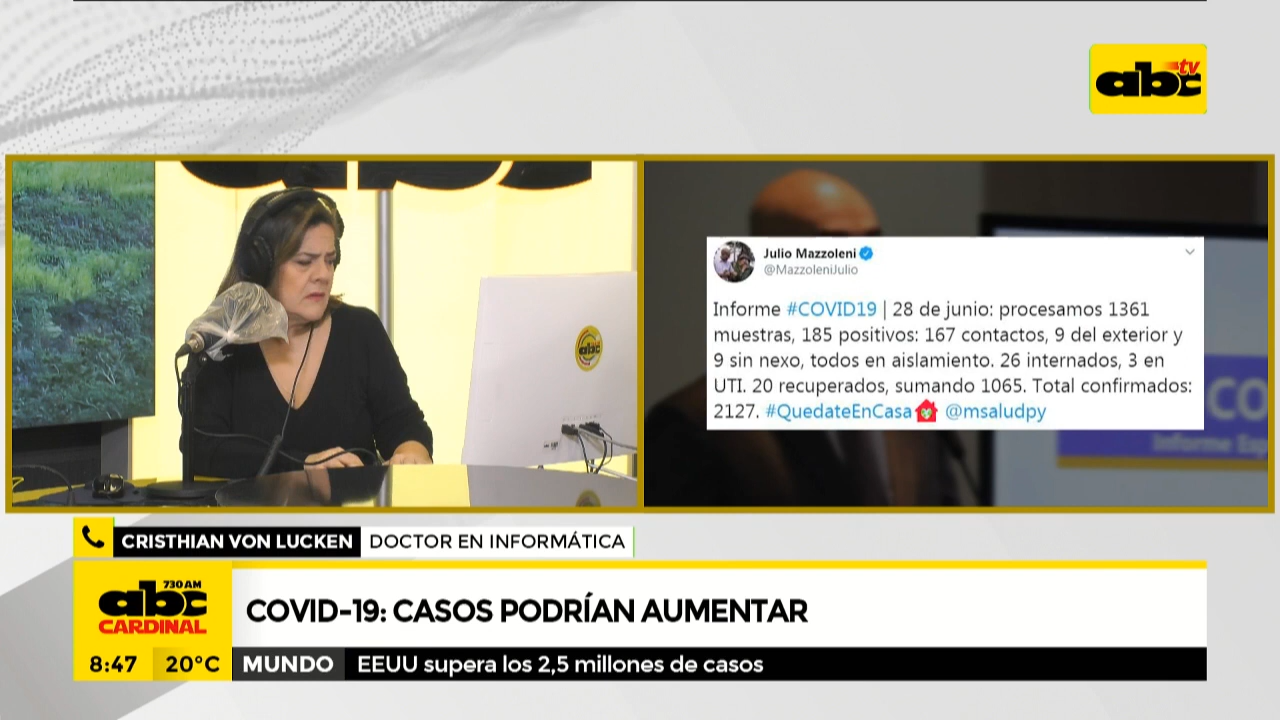 abc tv
abc
Julio Mazzoleni
@MazzoleniJulio
Informe #COVID19 | 28 de junio: procesamos 1361
muestras, 185 positivos: 167 contactos, 9 del exterior y
9 sin nexo, todos en aislamiento. 26 internados, 3 en
UTI. 20 recuperados, sumando 1065. Total confirmados:
2127. #QuedateEnCasa @msaludpy
CO
Informe Esp
CRISTHIAN VON LUCKEN DOCTOR EN INFORMÁTICA
730 AM
abc
CARDINAL
COVID-19: CASOS PODRÍAN AUMENTAR
8:47 20°C MUNDO EEUU supera los 2,5 millones de casos